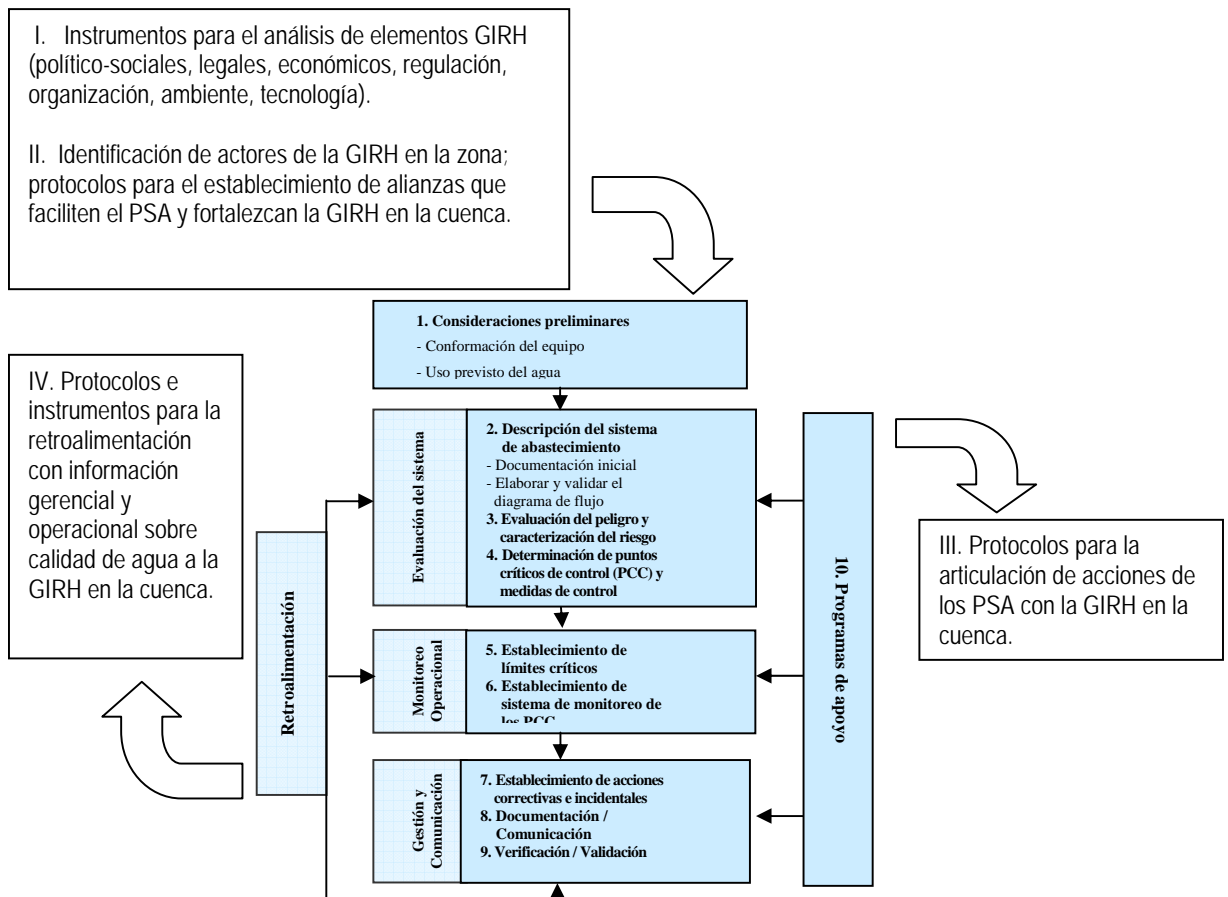 I. Instrumentos para el análisis de elementos GIRH
(político-sociales, legales, económicos, regulación,
organización, ambiente, tecnología).
II. Identificación de actores de la GIRH en la zona;
protocolos para el establecimiento de alianzas que
faciliten el PSA y fortalezcan la GIRH en la cuenca.
1. Consideraciones preliminares
- Conformación del equipo
- Uso previsto del agua
IV. Protocolos e
instrumentos para la
retroalimentación
con información
gerencial y
operacional sobre
calidad de agua a la
GIRH en la cuenca.
Retroalimentación
Evaluación del sistema
2. Descripción del sistema
de abastecimiento
- Documentación inicial
- Elaborar y validar el
diagrama de flujo
3. Evaluación del peligro y
caracterización del riesgo
4. Determinación de puntos
críticos de control (PCC) y
medidas de control
Monitoreo
Operacional
5. Establecimiento de
límites críticos
6. Establecimiento de
sistema de monitoreo de
los PCC
Gestión y
Comunicación
7. Establecimiento de acciones
correctivas e incidentales
8. Documentación /
Comunicación
9. Verificación / Validación
10. Programas de apoyo
III. Protocolos para la
articulación de acciones de
los PSA con la GIRH en la
cuenca.